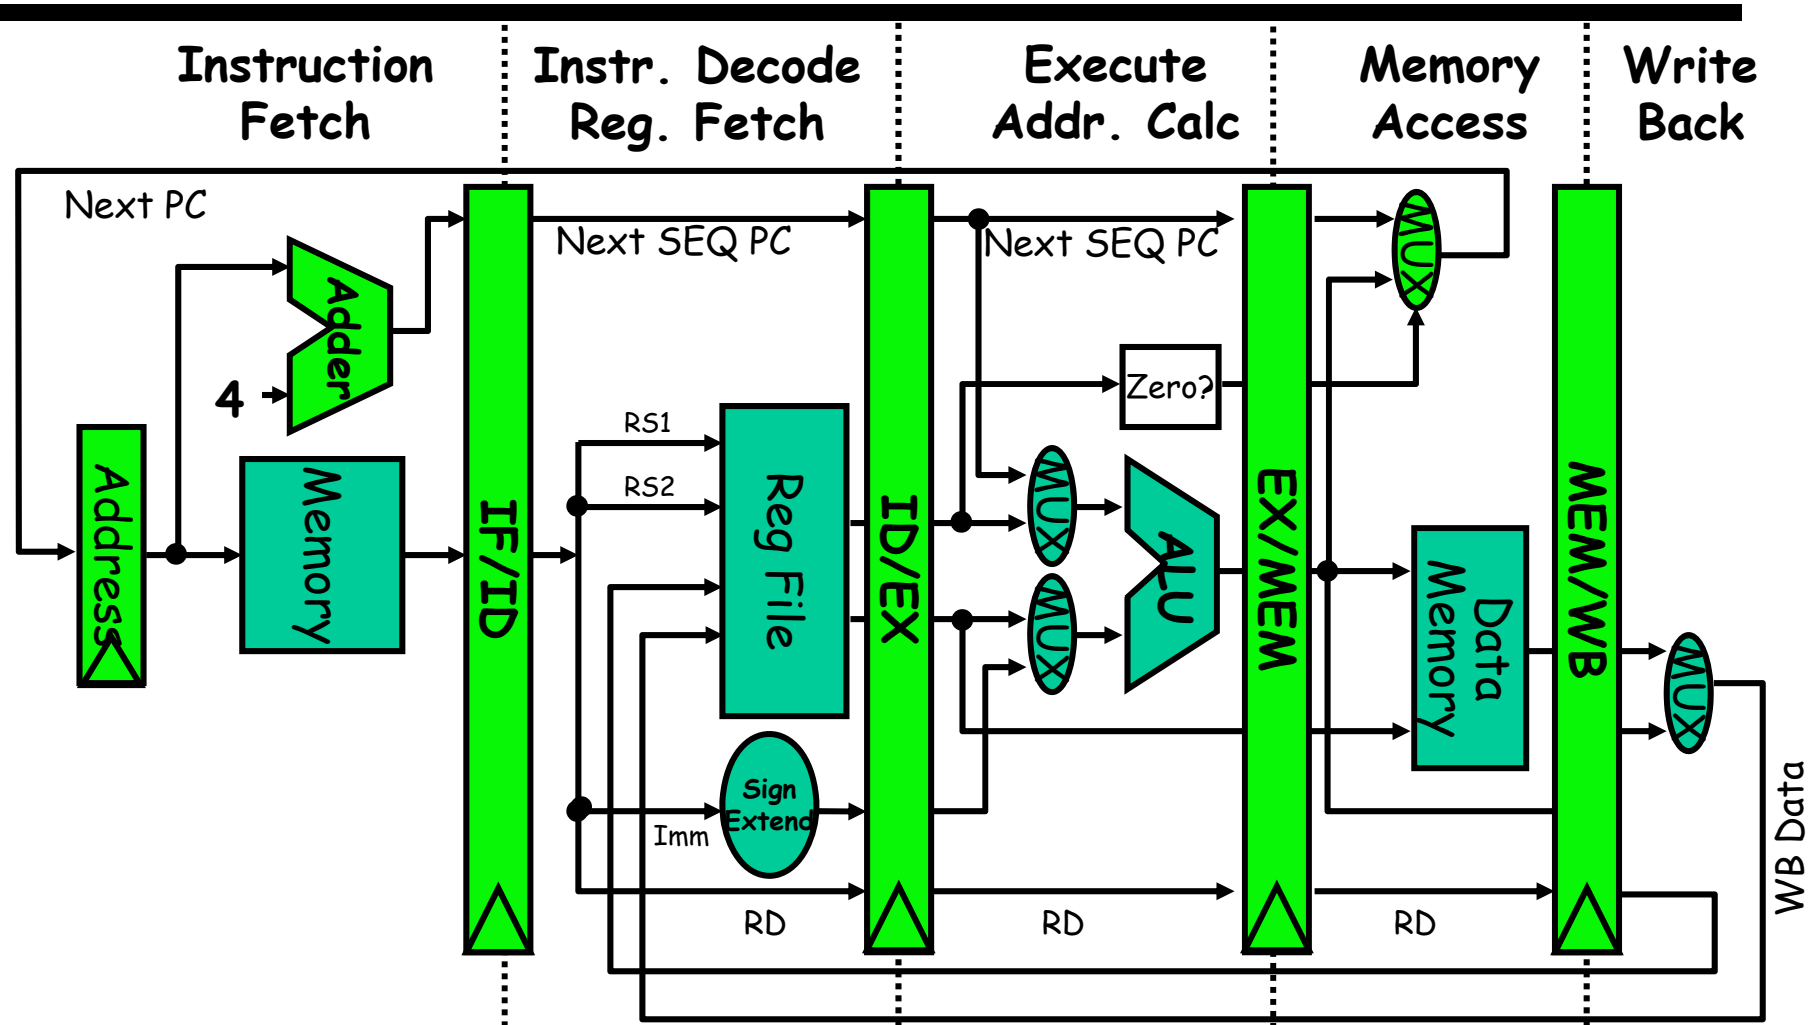 Instruction
Fetch
Instr. Decode
Reg. Fetch
Execute
Addr. Calc
Memory
Access
Write
Back
Next PC
Next SEQ PC
Next SEQ PC
MUX
Adder
4
Zero?
RS1
RS2
Address
Memory
IF/ID
Reg File
ID/EX
MUX
MUX
ALU
EX/MEM
Data
Memory
MEM/WB
MUX
Sign
Extend
Imm
WB Data
RD
RD
RD